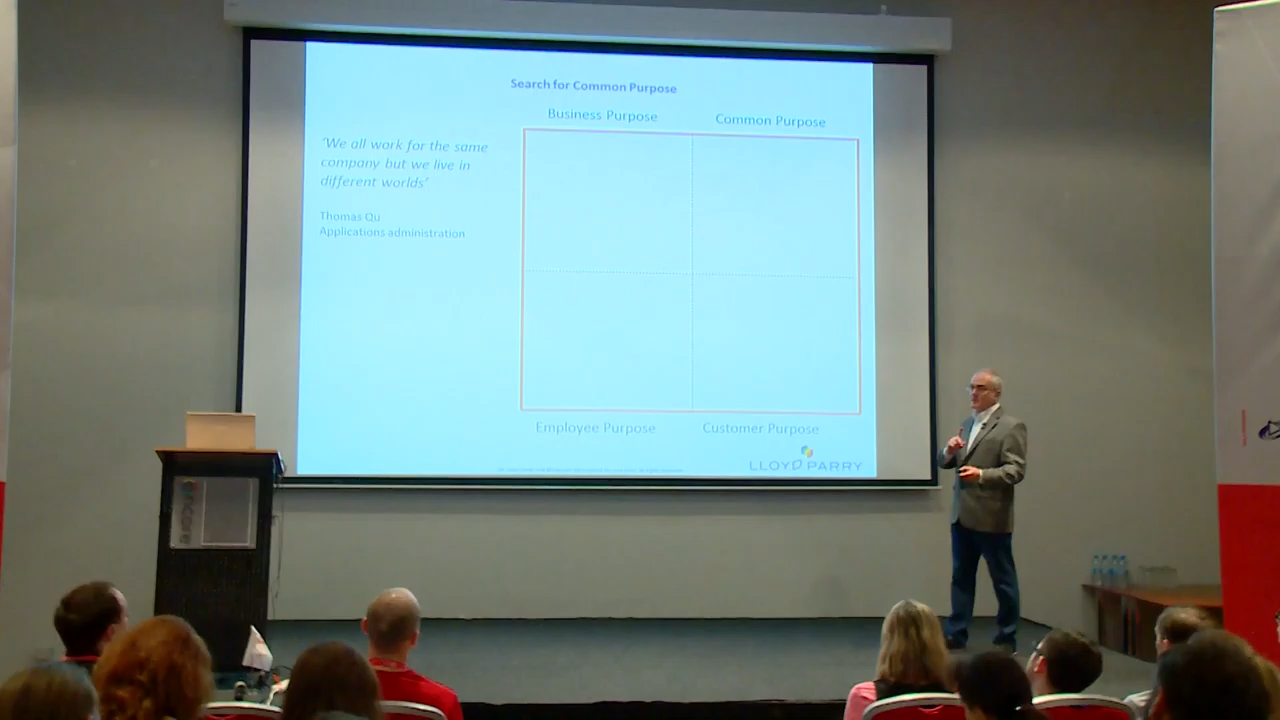 Search for Common Purpose
Business Purpose
Common Purpose
'We all work for the same
company but we live in
different worlds'
Thomas Qu
Applications administration
Employee Purpose
Customer Purpose
LLOYD PARRY
encore